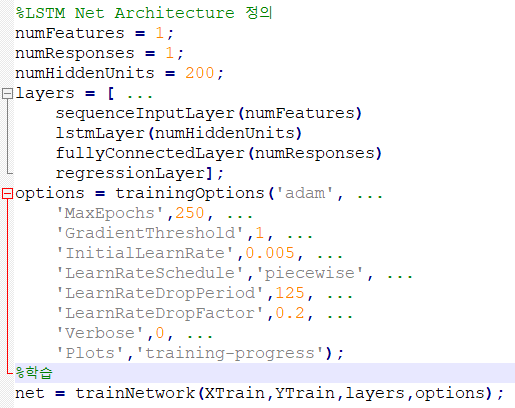 %LSTM Net Architecture 정의
numFeatures = 1;
numResponses = 1;
numHiddenUnits = 200;
layers = [ ...
    sequenceInputLayer(numFeatures)
    lstmLayer(numHiddenUnits)
    fullyConnectedLayer(numResponses)
    regressionLayer];
options = trainingOptions('adam', ...
    'MaxEpochs',250, ...
    'GradientThreshold',1, ...
    'InitialLearnRate',0.005, ...
    'LearnRateSchedule','piecewise', ...
    'LearnRateDropPeriod',125, ...
    'LearnRateDropFactor',0.2, ...
    'Verbose',0, ...
    'Plots','training-progress');
%학습
net = trainNetwork(XTrain,YTrain,layers,options);